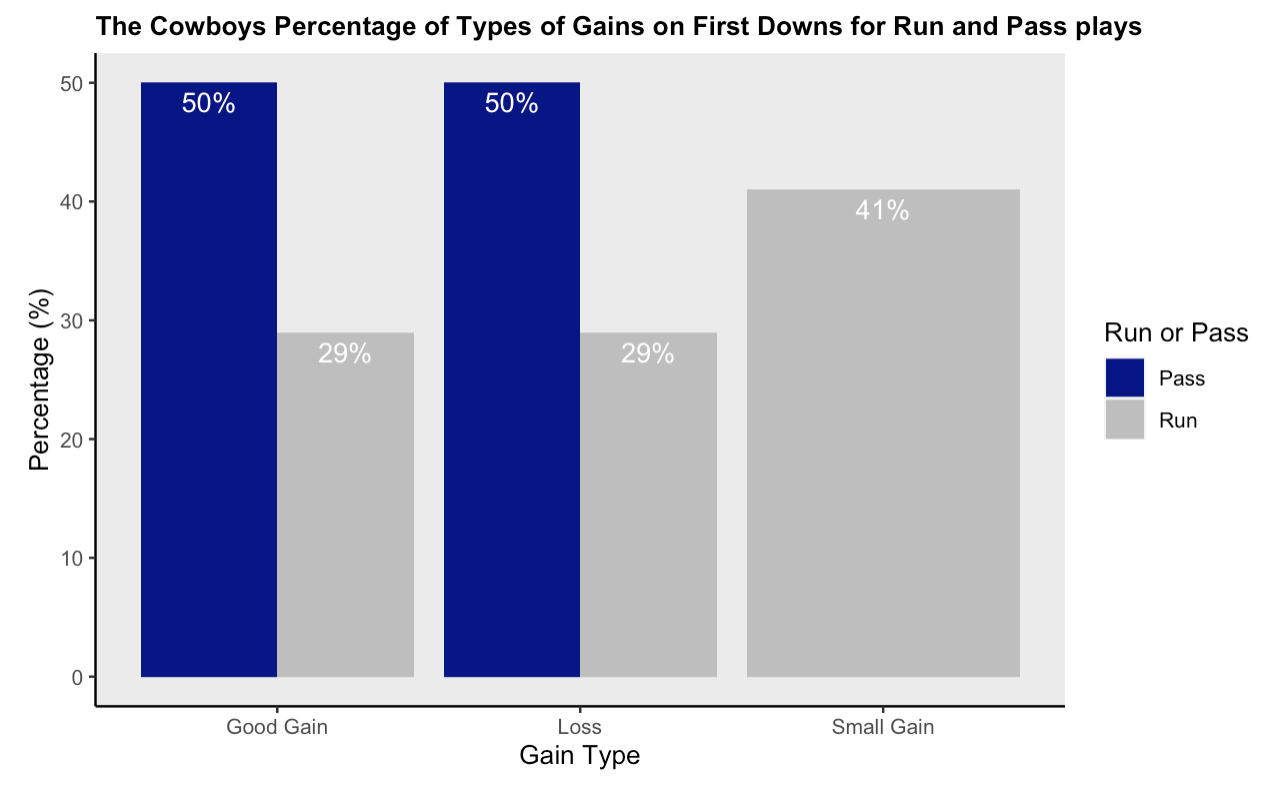 The Cowboys Percentage of Types of Gains on First Downs for Run and Pass plays
50
40
30
20
10
0
Percentage (%)
50%
29%
50%
29%
41%
Good Gain
Loss
Small Gain
Gain Type
Run or Pass
Pass
Run